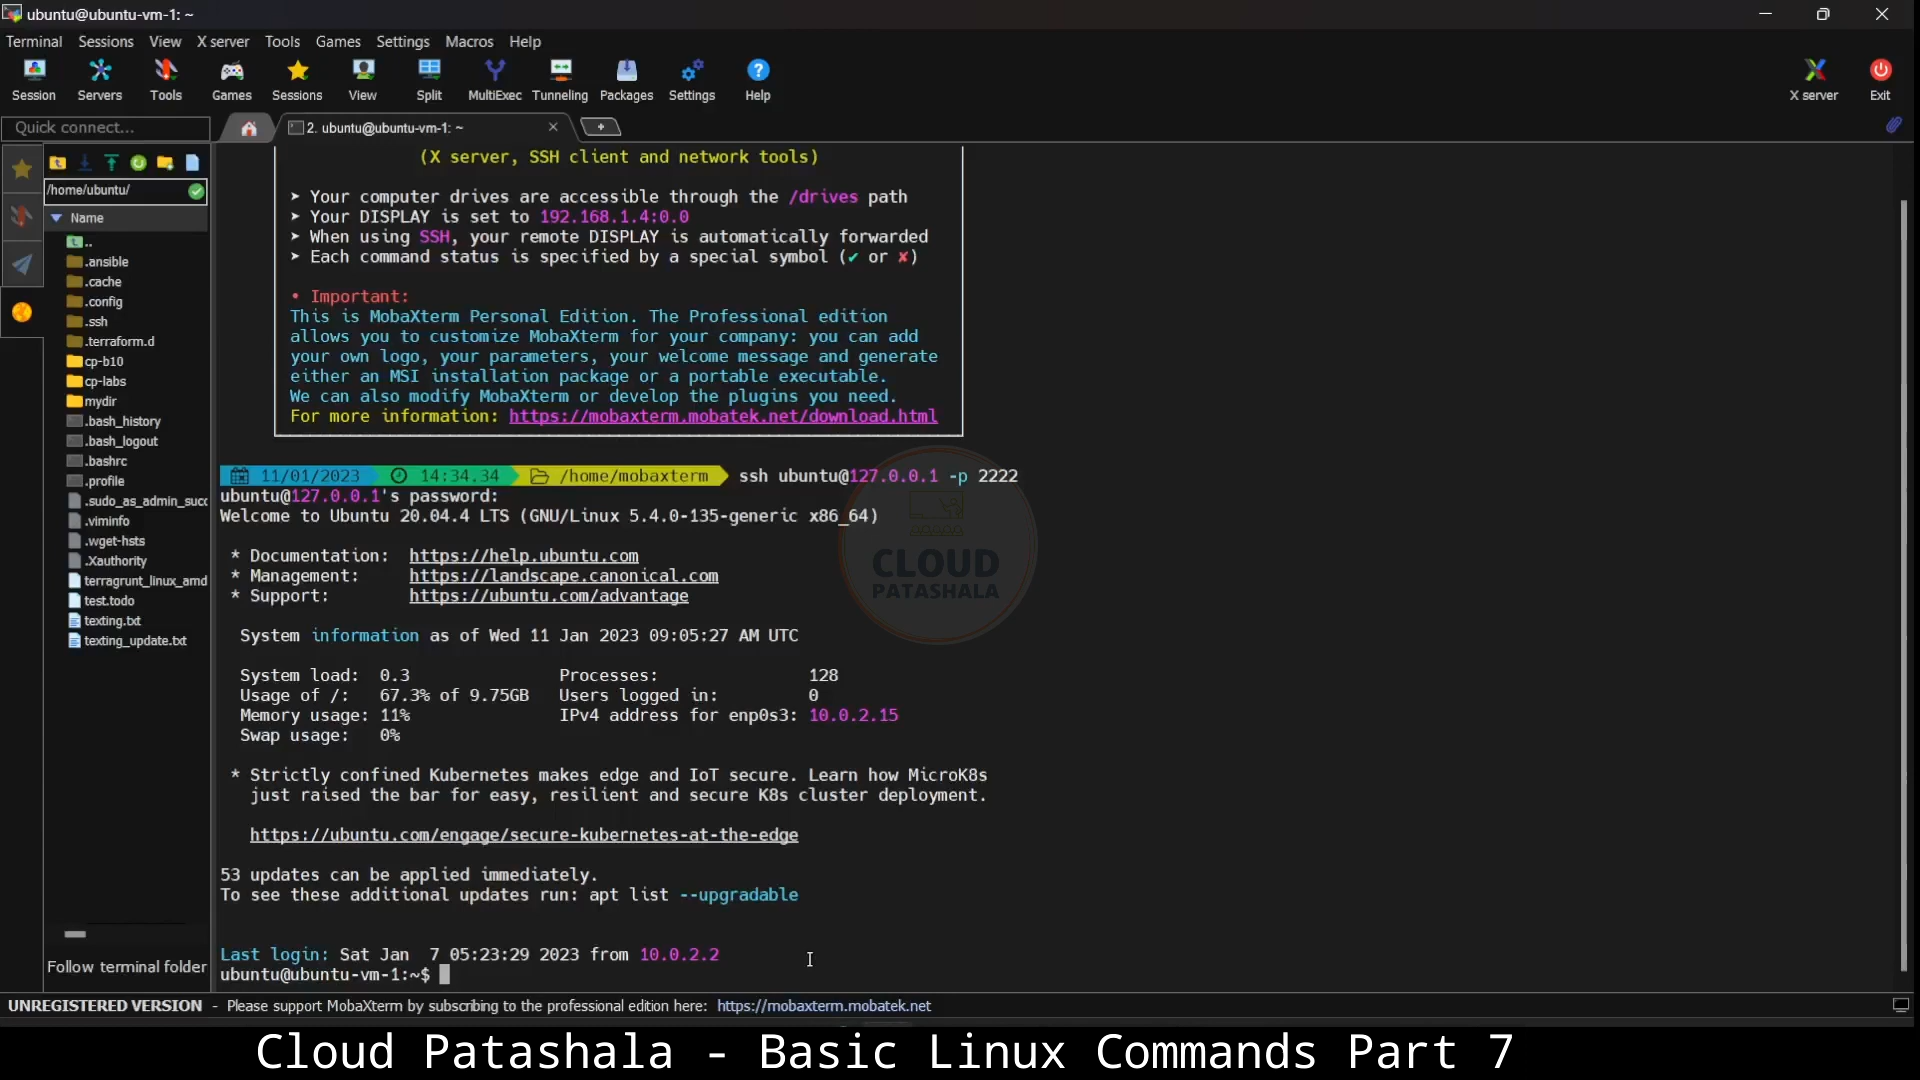 ubuntu@ubuntu-vm-1: ~
Terminal Sessions View X server Tools Games Settings Macros Help
Session Servers Tools Games Sessions View Split MultiExec Tunneling Packages Settings Help X server Exit
Quick connect...
2. ubuntu@ubuntu-vm-1: ~
/home/ubuntu/
Name
..
.ansible
.cache
.config
.ssh
.terraform.d
cp-b10
cp-labs
mydir
.bash_history
.bash_logout
.bashrc
.profile
.sudo_as_admin_succ
.viminfo
.wget-hsts
.Xauthority
terragrunt_linux_amd
test.todo
texting.txt
texting_update.txt
Follow terminal folder
(X server, SSH client and network tools)
➤ Your computer drives are accessible through the /drives path
➤ Your DISPLAY is set to 192.168.1.4:0.0
➤ When using SSH, your remote DISPLAY is automatically forwarded
➤ Each command status is specified by a special symbol (✔ or ✘)
• Important:
This is MobaXterm Personal Edition. The Professional edition
allows you to customize MobaXterm for your company: you can add
your own logo, your parameters, your welcome message and generate
either an MSI installation package or a portable executable.
We can also modify MobaXterm or develop the plugins you need.
For more information: https://mobaxterm.mobatek.net/download.html
11/01/2023 14:34.34 /home/mobaxterm ssh ubuntu@127.0.0.1 -p 2222
ubuntu@127.0.0.1's password:
Welcome to Ubuntu 20.04.4 LTS (GNU/Linux 5.4.0-135-generic x86_64)
* Documentation: https://help.ubuntu.com
* Management: https://landscape.canonical.com
* Support: https://ubuntu.com/advantage
System information as of Wed 11 Jan 2023 09:05:27 AM UTC
System load: 0.3 Processes: 128
Usage of /: 67.3% of 9.75GB Users logged in: 0
Memory usage: 11% IPv4 address for enp0s3: 10.0.2.15
Swap usage: 0%
* Strictly confined Kubernetes makes edge and IoT secure. Learn how MicroK8s
just raised the bar for easy, resilient and secure K8s cluster deployment.
https://ubuntu.com/engage/secure-kubernetes-at-the-edge
53 updates can be applied immediately.
To see these additional updates run: apt list --upgradable
Last login: Sat Jan 7 05:23:29 2023 from 10.0.2.2
ubuntu@ubuntu-vm-1:~$
CLOUD
PATASHALA
UNREGISTERED VERSION - Please support MobaXterm by subscribing to the professional edition here: https://mobaxterm.mobatek.net
Cloud Patashala - Basic Linux Commands Part 7